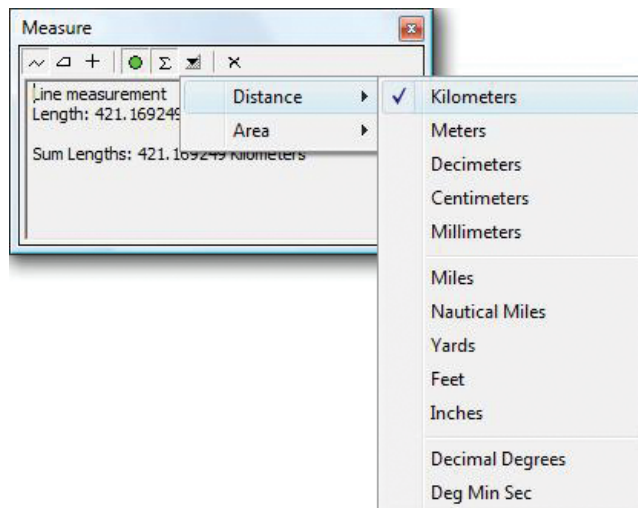 Measure
Line measurement
Length: 421.169249
Sum Lengths: 421.169249 Kilometers
Distance
Area
Kilometers
Meters
Decimeters
Centimeters
Millimeters
Miles
Nautical Miles
Yards
Feet
Inches
Decimal Degrees
Deg Min Sec